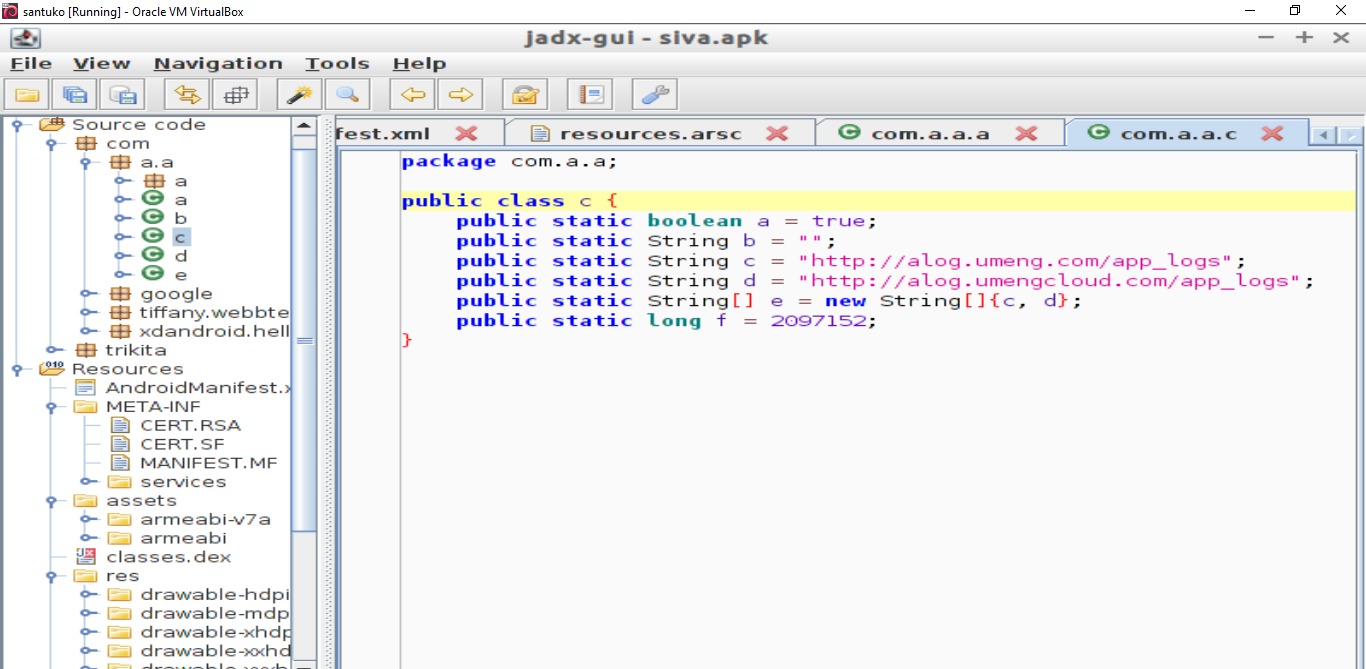 santuko [Running] - Oracle VM VirtualBox
jadx-gui - siva.apk
File View Navigation Tools Help
Source code
com
a.a
a
a
b
c
d
e
google
tiffany.webbte
xdandroid.hell
trikita
Resources
AndroidManifest.x
META-INF
CERT.RSA
CERT.SF
MANIFEST.MF
services
assets
armeabi-v7a
armeabi
classes.dex
res
drawable-hdpi
drawable-mdp
drawable-xhdp
drawable-xxhd
fest.xml
resources.arsc
com.a.a.a
com.a.a.c
package com.a.a;
public class c {
public static boolean a = true;
public static String b = "";
public static String c = "http://alog.umeng.com/app_logs";
public static String d = "http://alog.umengcloud.com/app_logs";
public static String[] e = new String[]{c, d};
public static long f = 2097152;
}